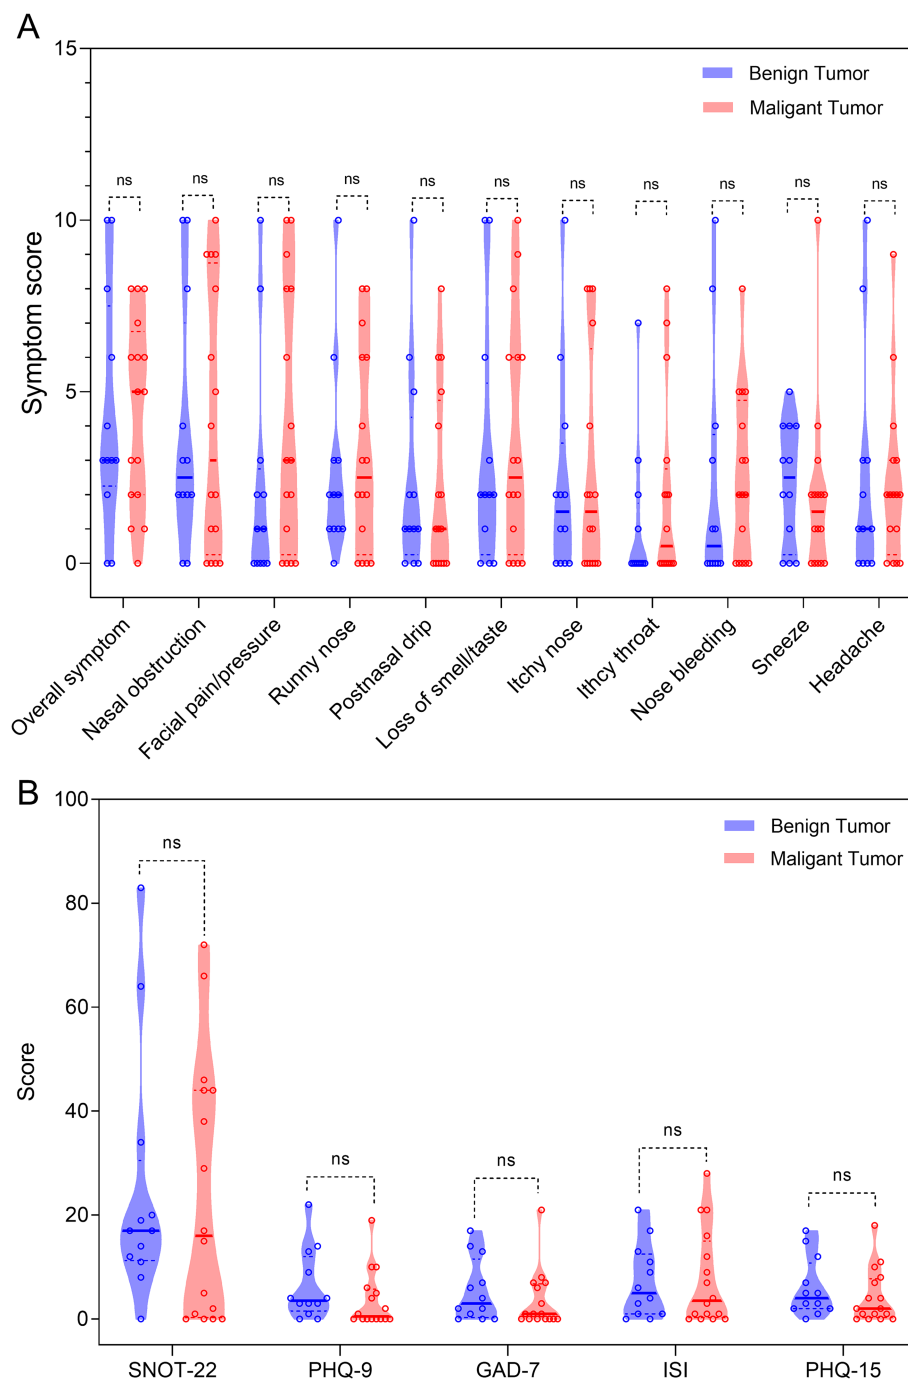 A
15
10
5
0
Symptom score
Benign Tumor
Maligant Tumor
ns ns ns ns ns ns ns ns ns ns ns
Overall symptom
Nasal obstruction
Facial pain/pressure
Runny nose
Postnasal drip
Loss of smell/taste
Itchy nose
Ithcy throat
Nose bleeding
Sneeze
Headache
B
100
80
60
40
20
0
Score
Benign Tumor
Maligant Tumor
ns
ns
ns
ns
ns
SNOT-22 PHQ-9 GAD-7 ISI PHQ-15